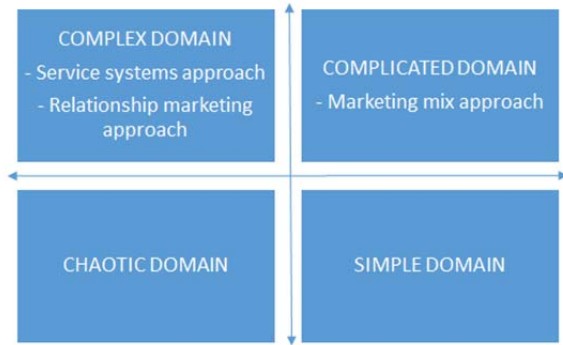 COMPLEX DOMAIN
- Service systems approach
- Relationship marketing
approach
COMPLICATED DOMAIN
- Marketing mix approach
CHAOTIC DOMAIN
SIMPLE DOMAIN